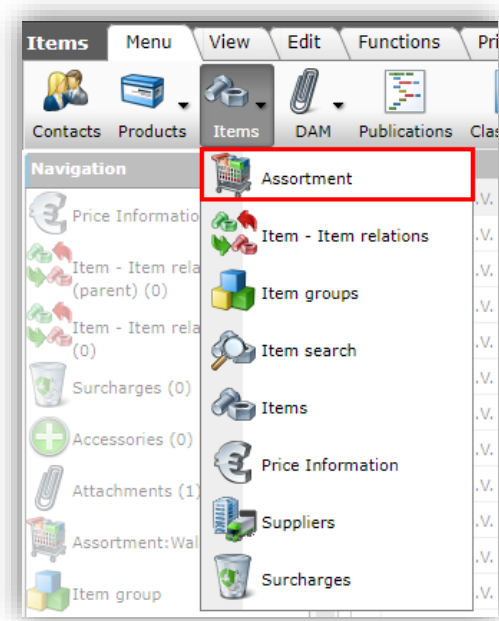 Items Menu View Edit Functions Pri
Contacts Products Items DAM Publications Clas
Navigation
Price Informatio
Item - Item rela
(parent) (0)
Item - Item rela
(0)
Surcharges (0)
Accessories (0)
Attachments (1)
Assortment:Wal
Item group
Assortment
Item - Item relations
Item groups
Item search
Items
Price Information
Suppliers
Surcharges
.V.
.V.
.V.
.V.
.V.
.V.
.V.
.V.
.V.
.V.
.V.
.V.